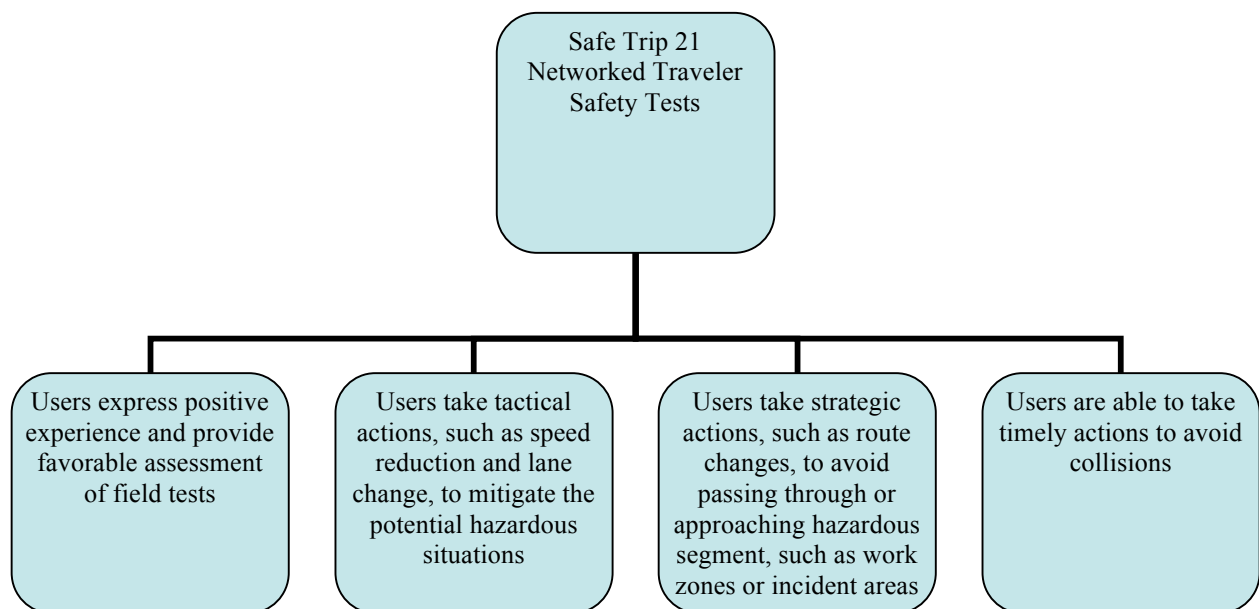 Safe Trip 21
Networked Traveler
Safety Tests
Users express positive
experience and provide
favorable assessment
of field tests
Users take tactical
actions, such as speed
reduction and lane
change, to mitigate the
potential hazardous
situations
Users take strategic
actions, such as route
changes, to avoid
passing through or
approaching hazardous
segment, such as work
zones or incident areas
Users are able to take
timely actions to avoid
collisions